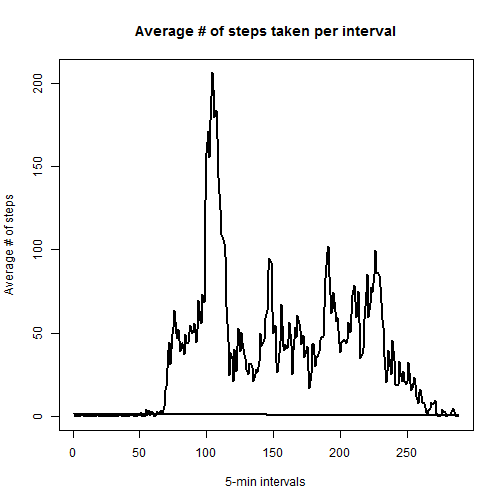 Average # of steps taken per interval
Average # of steps
200
150
100
50
0
0 50 100 150 200 250
5-min intervals